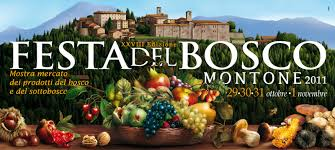 XXVIII Edizione
FESTA DEL BOSCO
MONTONE 2011
Mostra mercato
dei prodotti del bosco
e del sottobosco
29·30·31 ottobre · 1 novembre